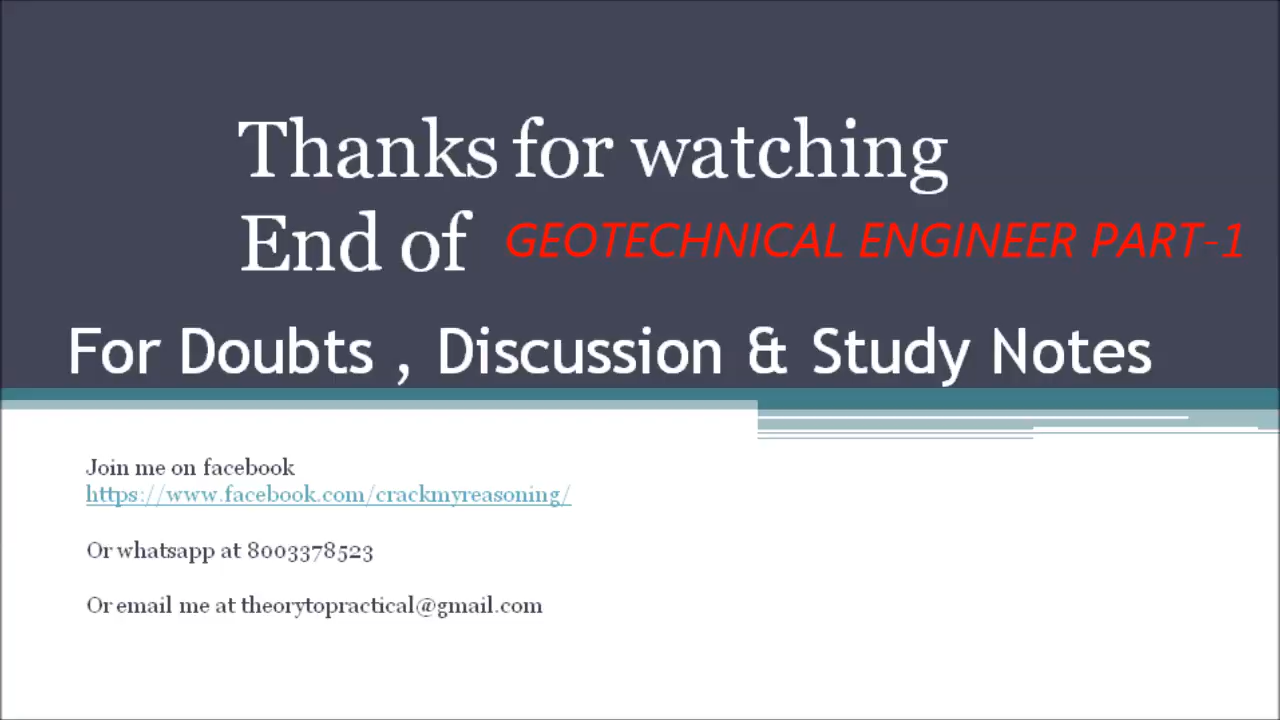 Thanks for watching
End of GEOTECHNICAL ENGINEER PART-1
For Doubts , Discussion & Study Notes
Join me on facebook
https://www.facebook.com/crackmyreasoning/
Or whatsapp at 8003378523
Or email me at theorytopractical@gmail.com